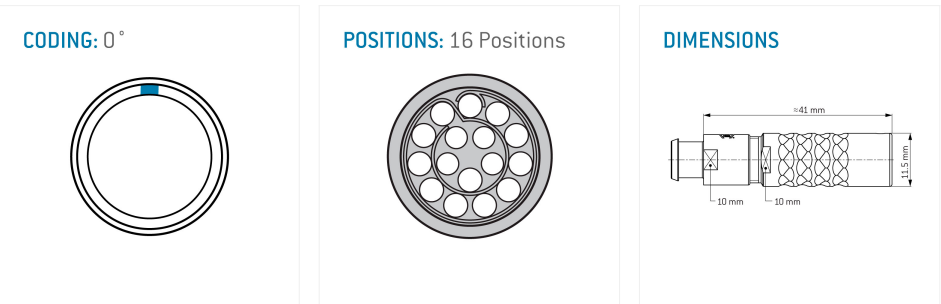 CODING: 0°
POSITIONS: 16 Positions
DIMENSIONS
≈41 mm
11.5 mm
10 mm
10 mm